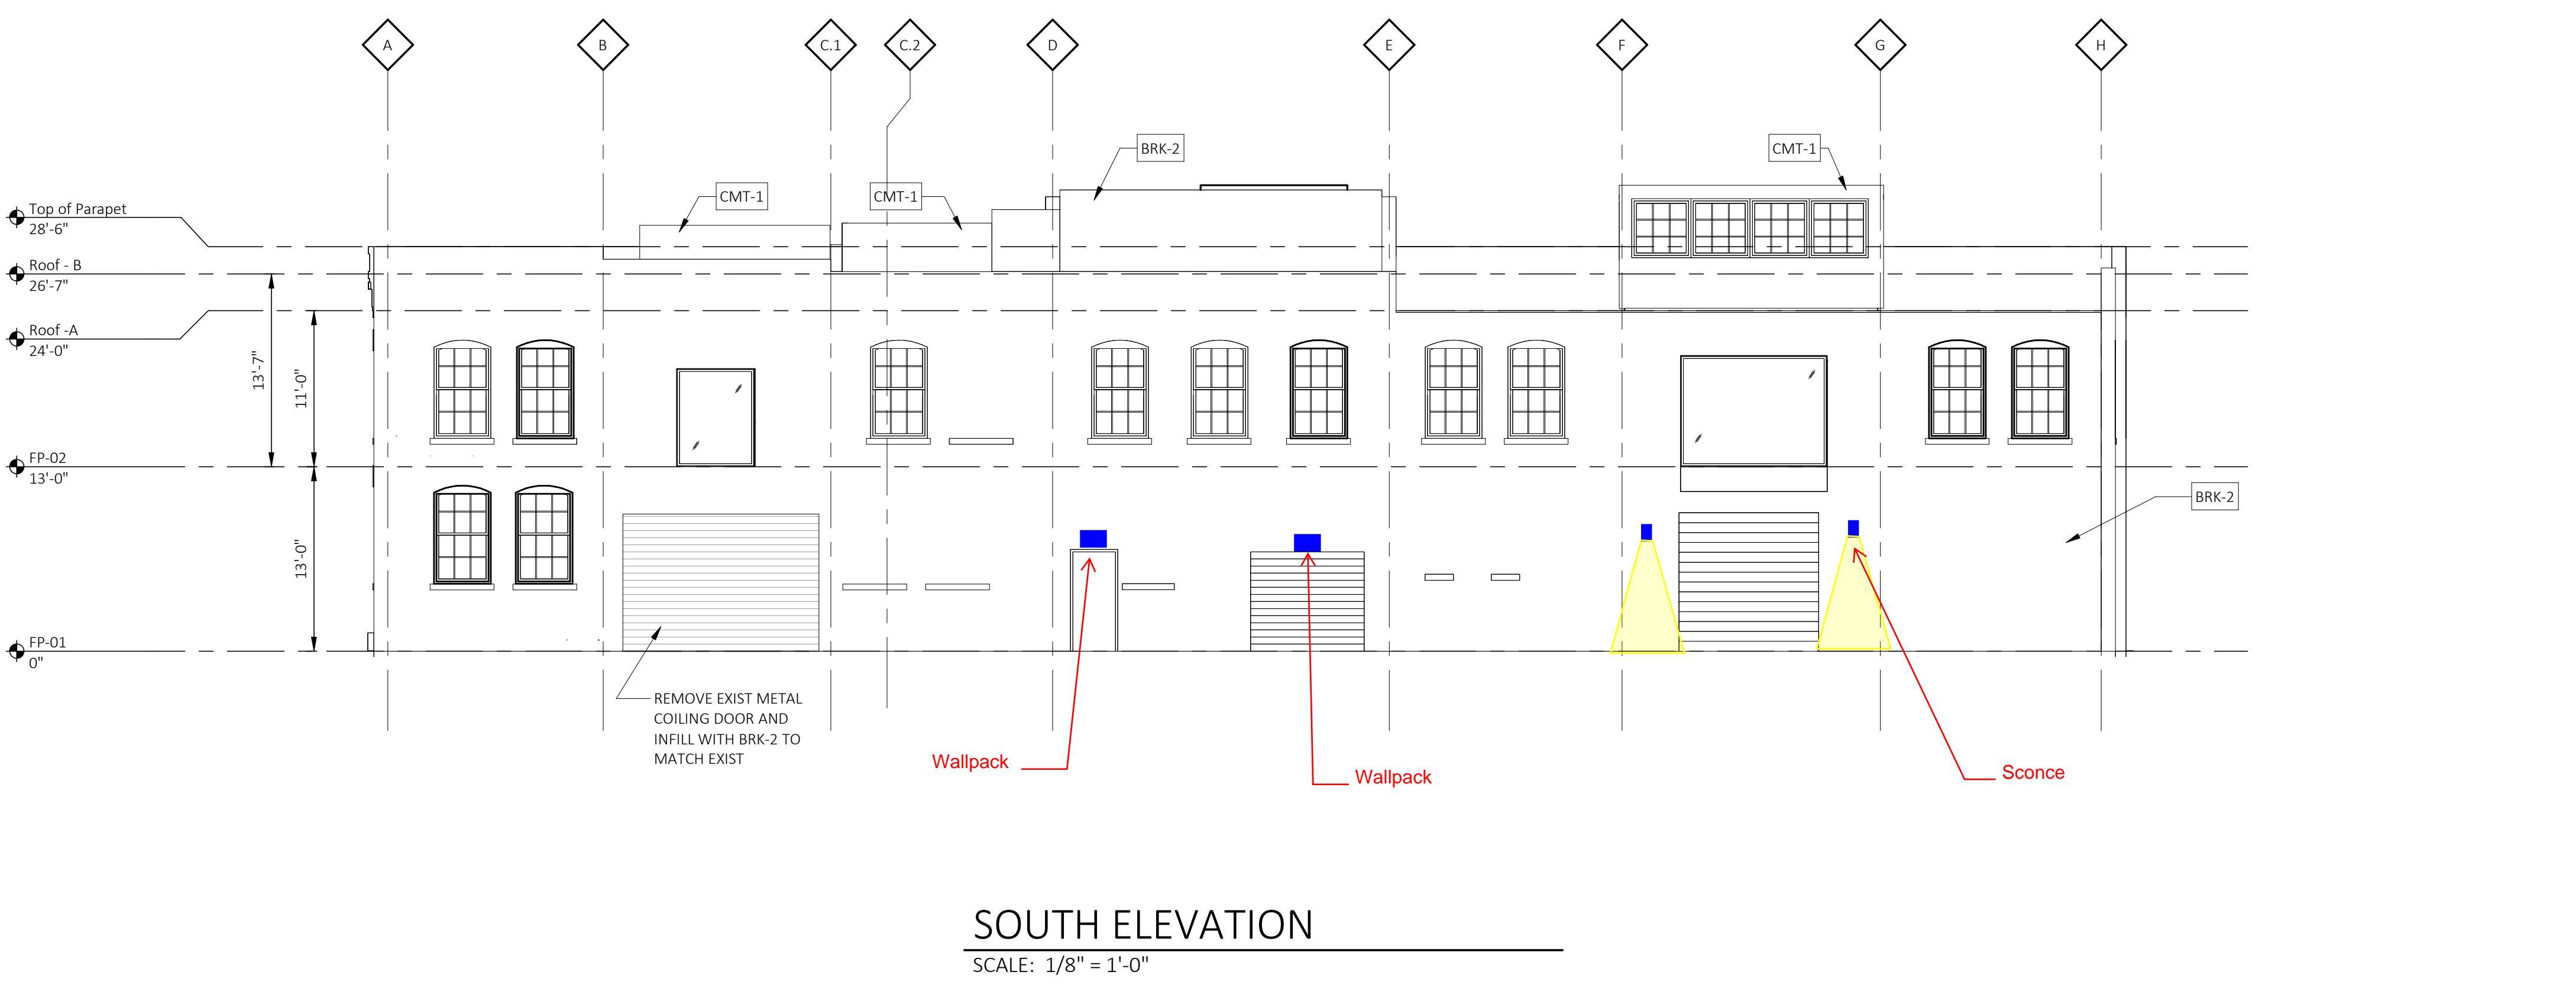 A
B
C.1
C.2
D
E
F
G
H
BRK-2
CMT-1
CMT-1
CMT-1
Top of Parapet
28'-6"
Roof - B
26'-7"
Roof -A
24'-0"
13'-7"
11'-0"
FP-02
13'-0"
BRK-2
13'-0"
FP-01
0"
REMOVE EXIST METAL
COILING DOOR AND
INFILL WITH BRK-2 TO
MATCH EXIST
Wallpack
Wallpack
Sconce
SOUTH ELEVATION
SCALE: 1/8" = 1'-0"